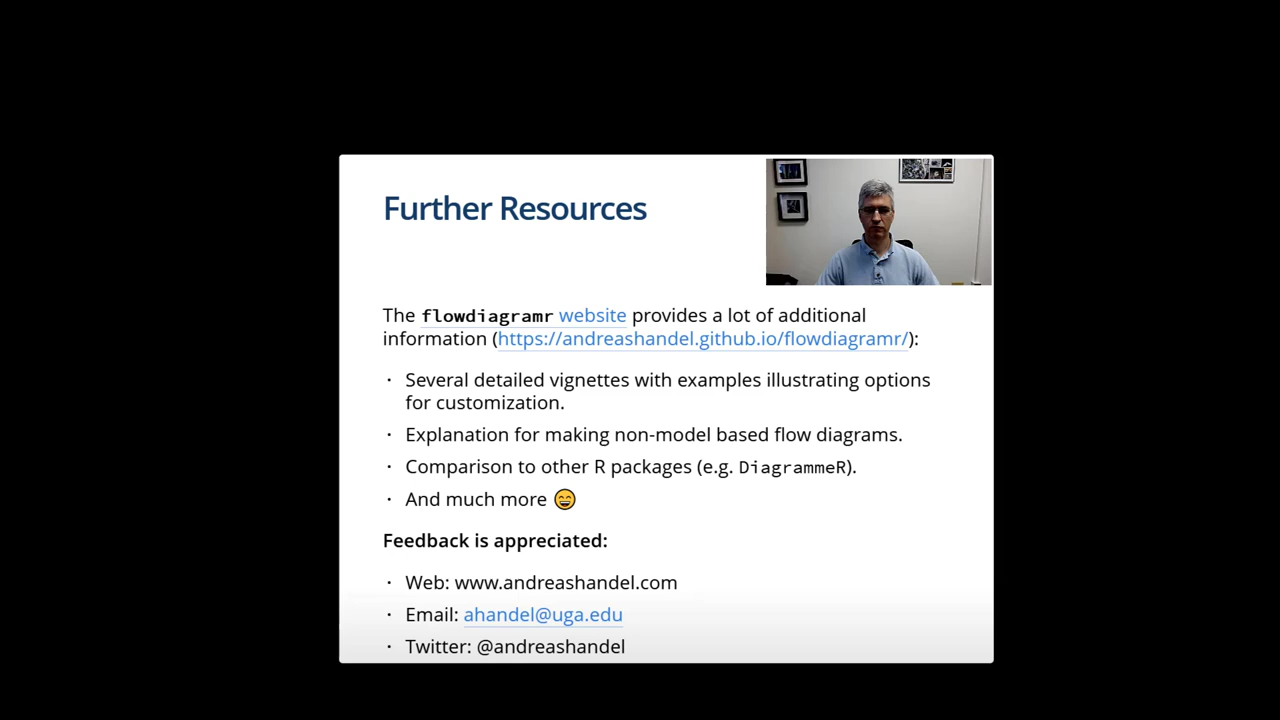 Further Resources
The flowdiagramr website provides a lot of additional
information (https://andreashandel.github.io/flowdiagramr/):
· Several detailed vignettes with examples illustrating options
for customization.
· Explanation for making non-model based flow diagrams.
· Comparison to other R packages (e.g. DiagrammeR).
· And much more 😄
Feedback is appreciated:
· Web: www.andreashandel.com
· Email: ahandel@uga.edu
· Twitter: @andreashandel